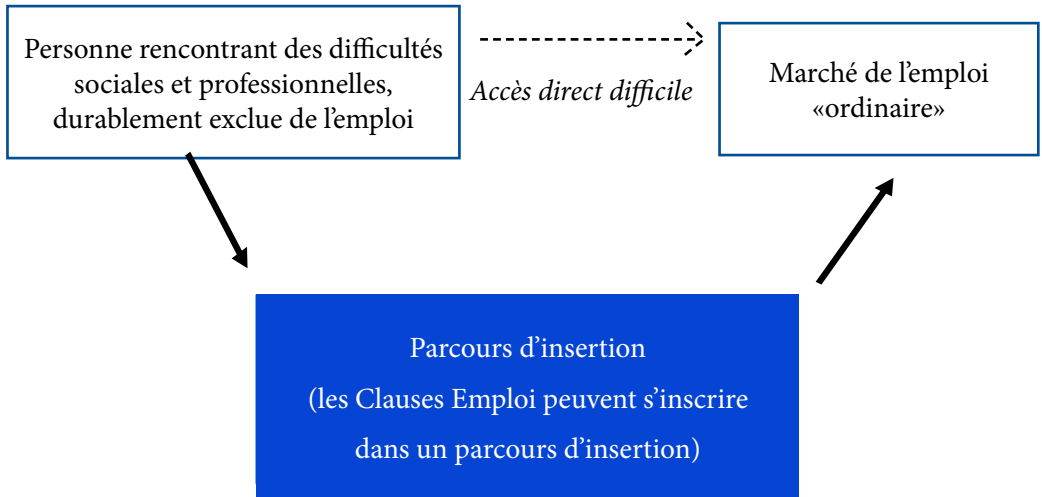 Personne rencontrant des difficultés
sociales et professionnelles,
durablement exclue de l'emploi
Accès direct difficile
Marché de l'emploi
«ordinaire»
Parcours d'insertion
(les Clauses Emploi peuvent s'inscrire
dans un parcours d'insertion)